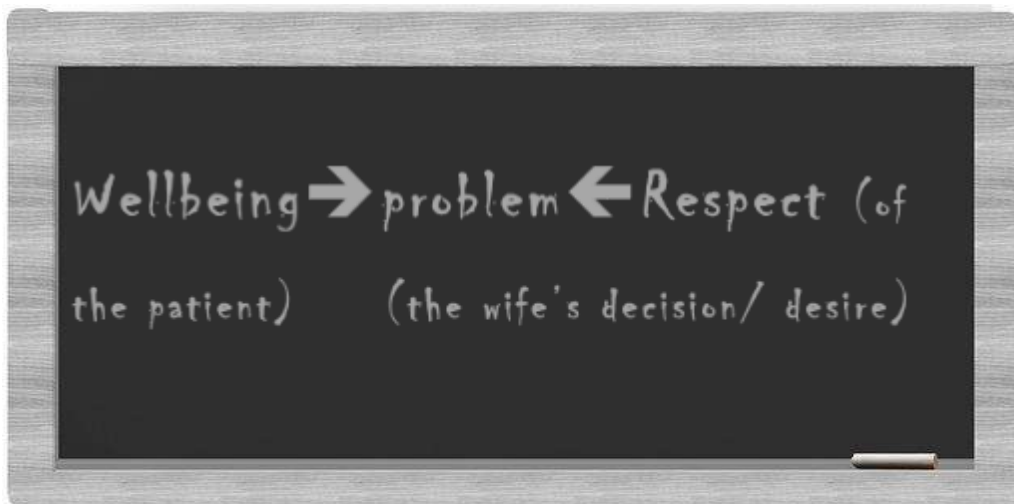 Wellbeing → problem ← Respect (of
the patient) (the wife's decision/ desire)